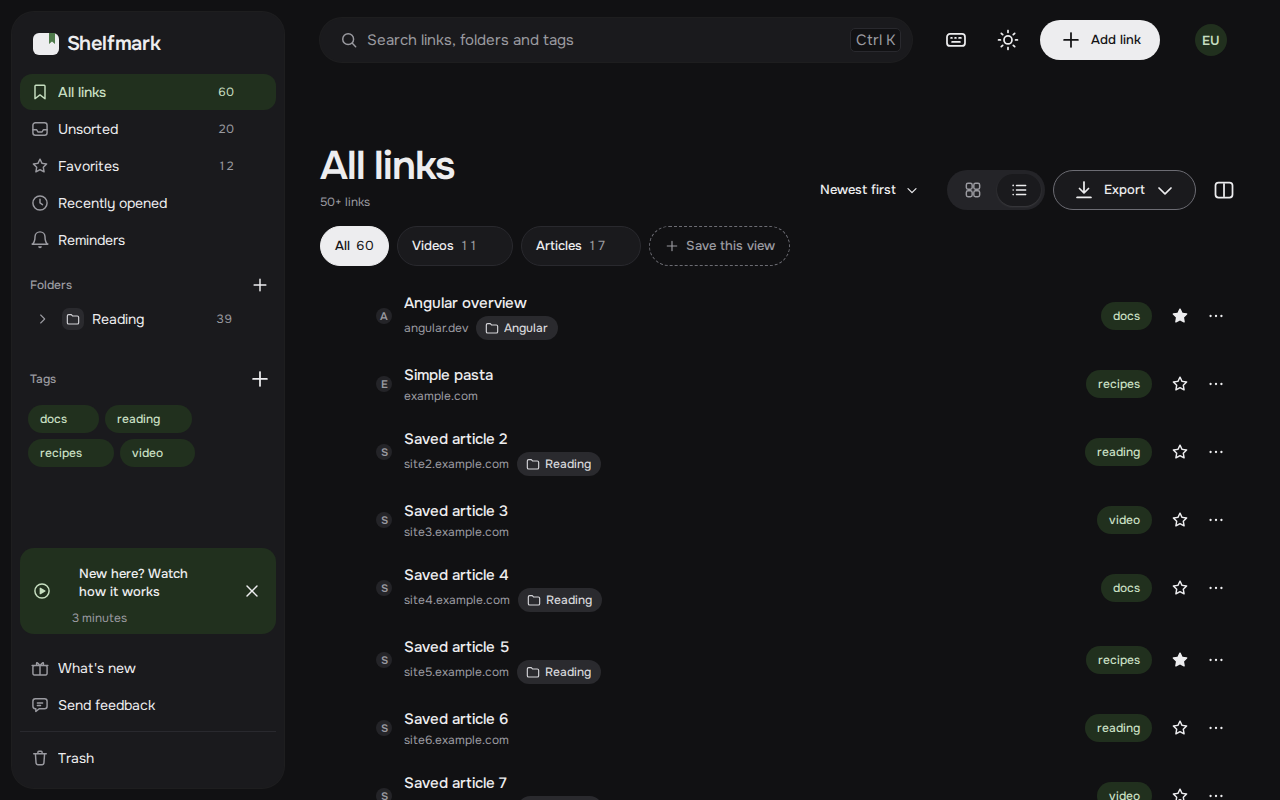 Shelfmark
All links 60
Unsorted 20
Favorites 12
Recently opened
Reminders
Folders
Reading 39
Tags
docs reading
recipes video
New here? Watch
how it works
3 minutes
What's new
Send feedback
Trash
Search links, folders and tags Ctrl K
Add link
EU
All links
50+ links
Newest first
Export
All 60 Videos 11 Articles 17 Save this view
A Angular overview
angular.dev Angular
docs
E Simple pasta
example.com
recipes
S Saved article 2
site2.example.com Reading
reading
S Saved article 3
site3.example.com
video
S Saved article 4
site4.example.com Reading
docs
S Saved article 5
site5.example.com Reading
recipes
S Saved article 6
site6.example.com
reading
S Saved article 7
video